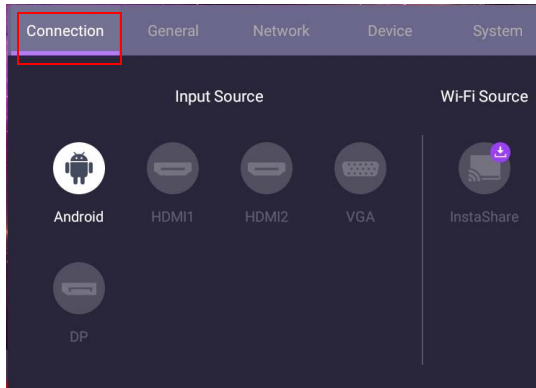 Connection General Network Device System
Input Source Wi-Fi Source
Android HDMI1 HDMI2 VGA InstaShare
DP